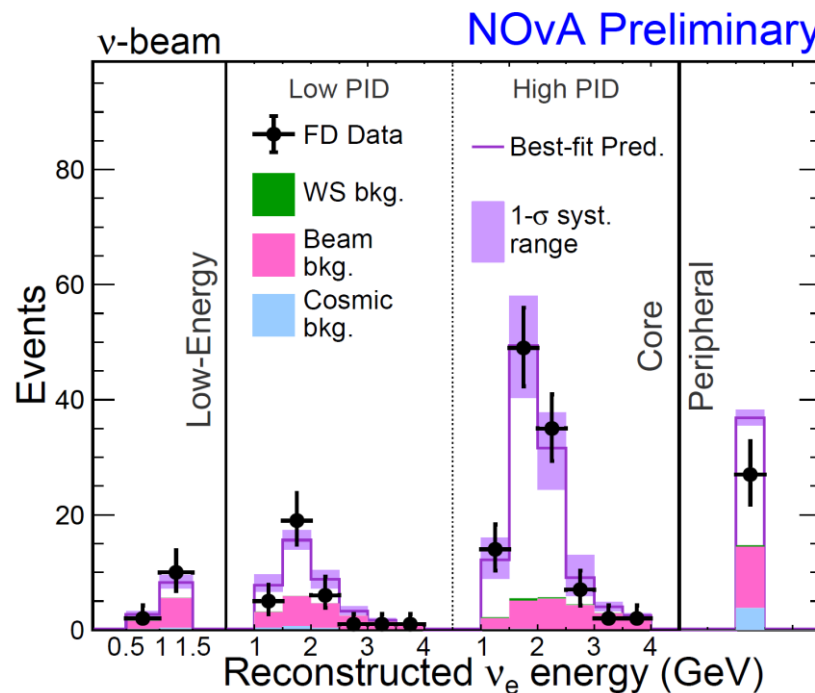 ν-beam
NOvA Preliminary
Low PID
High PID
FD Data
WS bkg.
Beam
bkg.
Cosmic
bkg.
Best-fit Pred.
1-σ syst.
range
Low-Energy
Core
Peripheral
Events
0
20
40
60
80
0.5 1 1.5
1 2 3 4
1 2 3 4
Reconstructed νe energy (GeV)